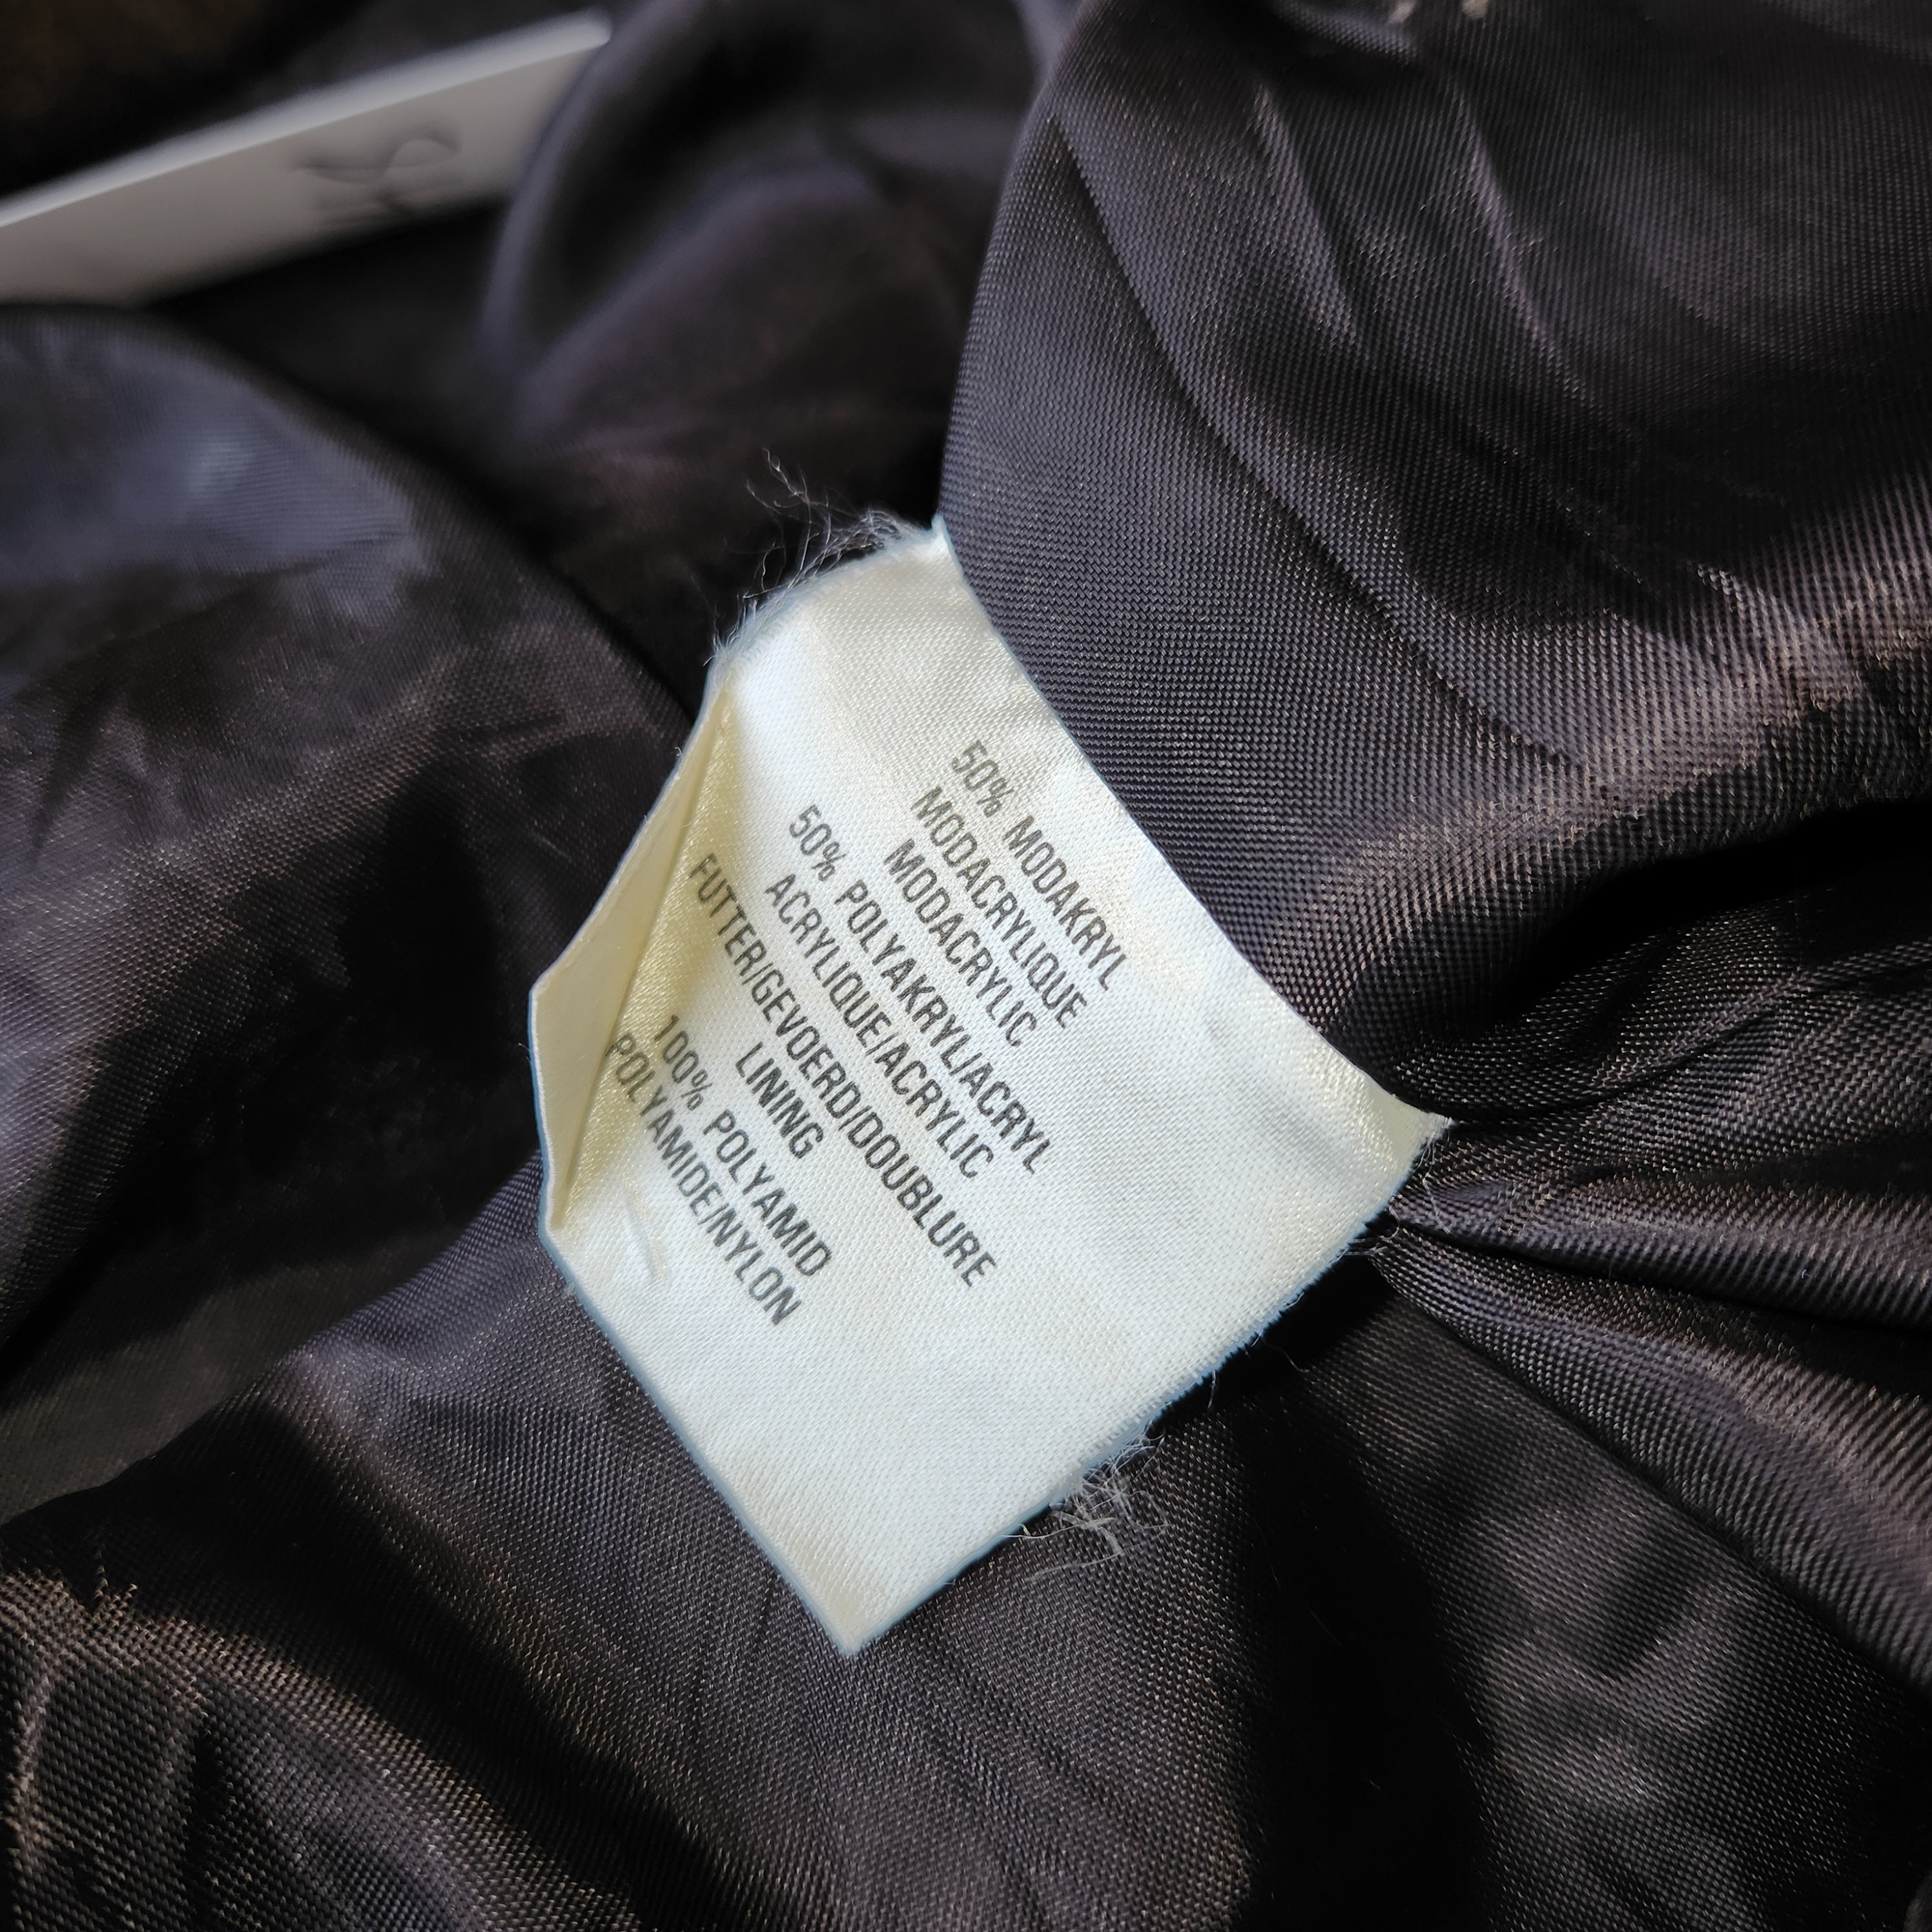 50% MODAKRYL
MODACRYLIQUE
MODACRYLIC
50% POLYAKRYL/ACRYL
ACRYLIQUE/ACRYLIC
FUTTER/GEVOERD/DOUBLURE
LINING
100% POLYAMID
POLYAMIDE/NYLON